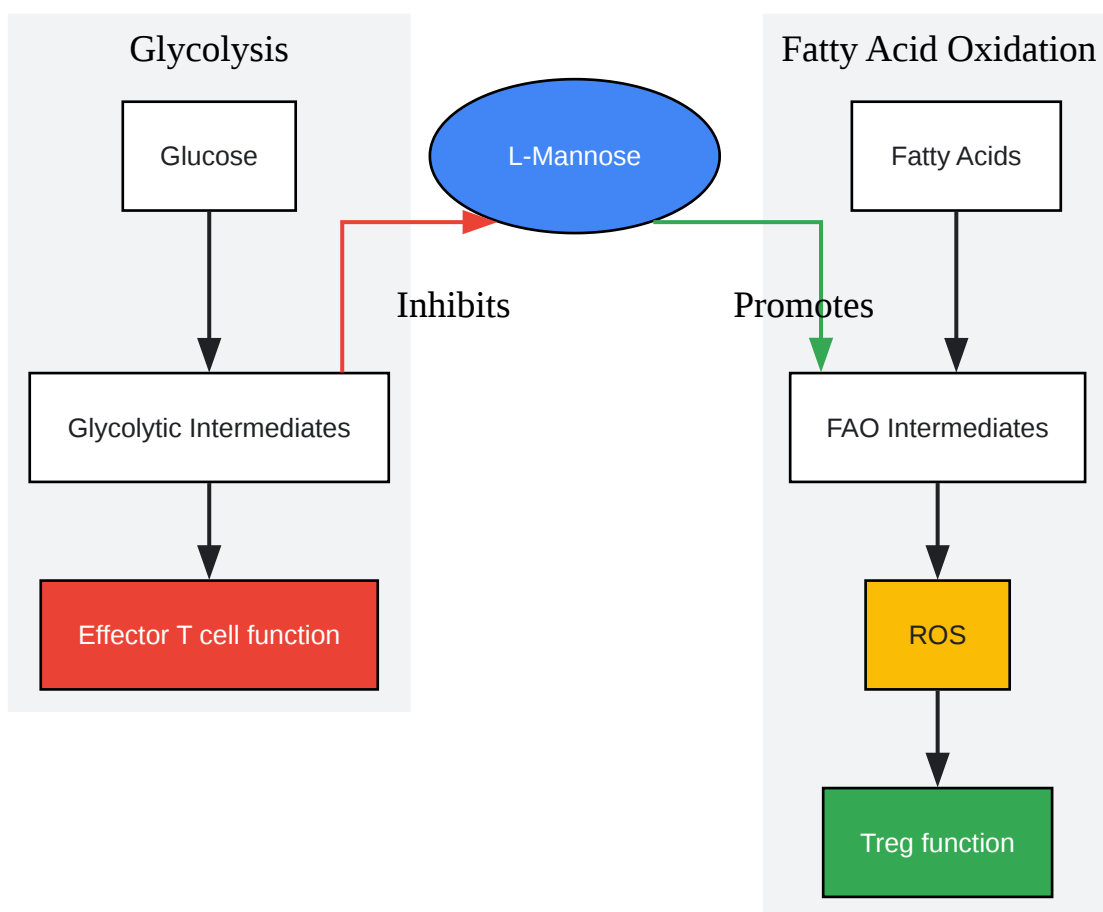 Glycolysis
Fatty Acid Oxidation
Glucose
L-Mannose
Fatty Acids
Inhibits
Promotes
Glycolytic Intermediates
FAO Intermediates
Effector T cell function
ROS
Treg function